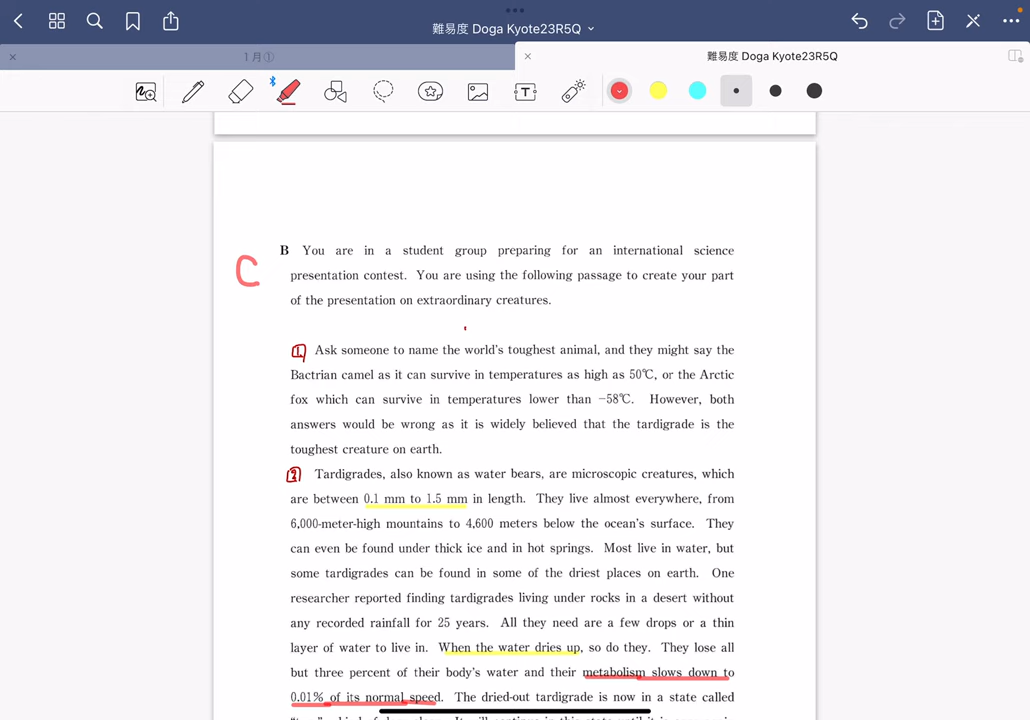 難易度 Doga Kyote23R5Q
1月①
難易度 Doga Kyote23R5Q
T
C
B You are in a student group preparing for an international science
presentation contest. You are using the following passage to create your part
of the presentation on extraordinary creatures.
1 Ask someone to name the world's toughest animal, and they might say the
Bactrian camel as it can survive in temperatures as high as 50℃, or the Arctic
fox which can survive in temperatures lower than −58℃. However, both
answers would be wrong as it is widely believed that the tardigrade is the
toughest creature on earth.
2 Tardigrades, also known as water bears, are microscopic creatures, which
are between 0.1 mm to 1.5 mm in length. They live almost everywhere, from
6,000-meter-high mountains to 4,600 meters below the ocean's surface. They
can even be found under thick ice and in hot springs. Most live in water, but
some tardigrades can be found in some of the driest places on earth. One
researcher reported finding tardigrades living under rocks in a desert without
any recorded rainfall for 25 years. All they need are a few drops or a thin
layer of water to live in. When the water dries up, so do they. They lose all
but three percent of their body's water and their metabolism slows down to
0.01% of its normal speed. The dried-out tardigrade is now in a state called